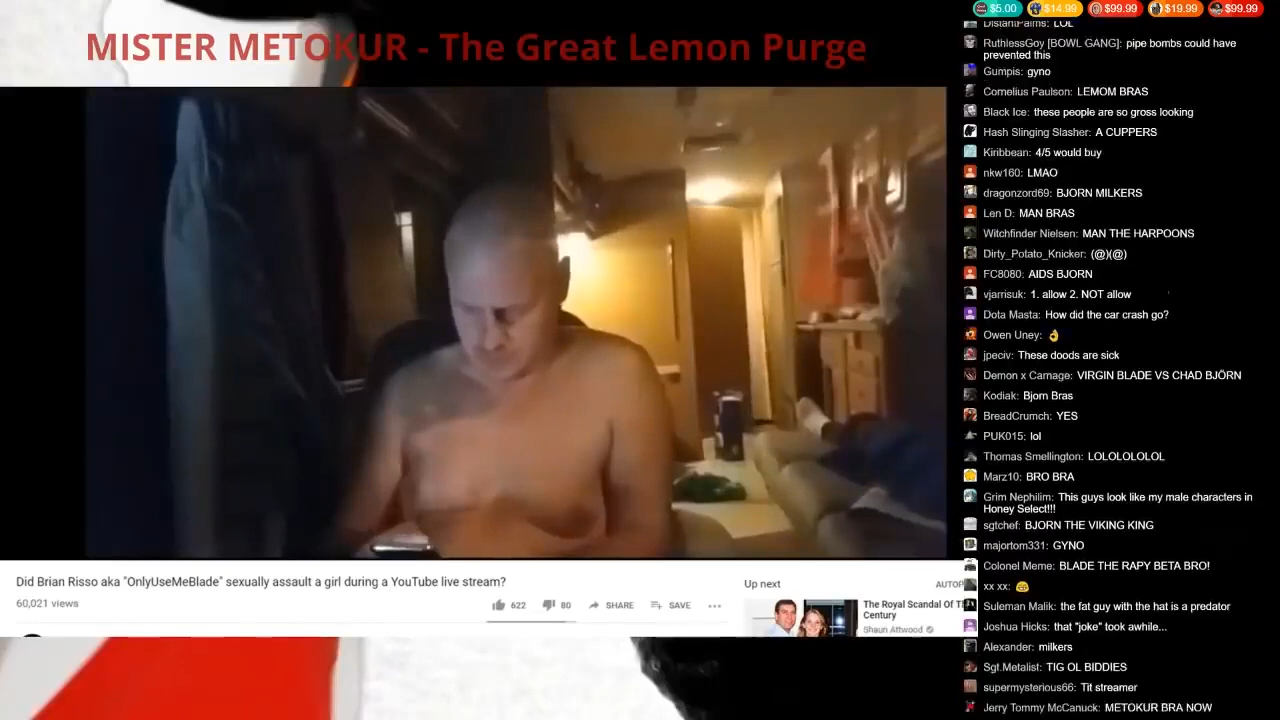 $5.00 $14.99 $99.99 $19.99 $99.99
MISTER METOKUR - The Great Lemon Purge
DistantPalms: LOL
RuthlessGoy [BOWL GANG]: pipe bombs could have
prevented this
Gumpis: gyno
Cornelius Paulson: LEMOM BRAS
Black Ice: these people are so gross looking
Hash Slinging Slasher: A CUPPERS
Kiribbean: 4/5 would buy
nkw160: LMAO
dragonzord69: BJORN MILKERS
Len D: MAN BRAS
Witchfinder Nielsen: MAN THE HARPOONS
Dirty_Potato_Knicker: (@)(@)
FC8080: AIDS BJORN
vjarrisuk: 1. allow 2. NOT allow
Dota Masta: How did the car crash go?
Owen Uney: 👌
jpeciv: These doods are sick
Demon x Carnage: VIRGIN BLADE VS CHAD BJÖRN
Kodiak: Bjorn Bras
BreadCrumch: YES
PUK015: lol
Thomas Smellington: LOLOLOLOLOL
Marz10: BRO BRA
Grim Nephilim: This guys look like my male characters in
Honey Select!!!
sgtchef: BJORN THE VIKING KING
majortom331: GYNO
Colonel Meme: BLADE THE RAPY BETA BRO!
xx xx:
Suleman Malik: the fat guy with the hat is a predator
Joshua Hicks: that "joke" took awhile...
Alexander: milkers
Sgt.Metalist: TIG OL BIDDIES
supermysterious66: Tit streamer
Jerry Tommy McCanuck: METOKUR BRA NOW
Did Brian Risso aka "OnlyUseMeBlade" sexually assault a girl during a YouTube live stream?
60,021 views
622 80 SHARE SAVE
Up next AUTOP
The Royal Scandal Of T
Century
Shaun Attwood